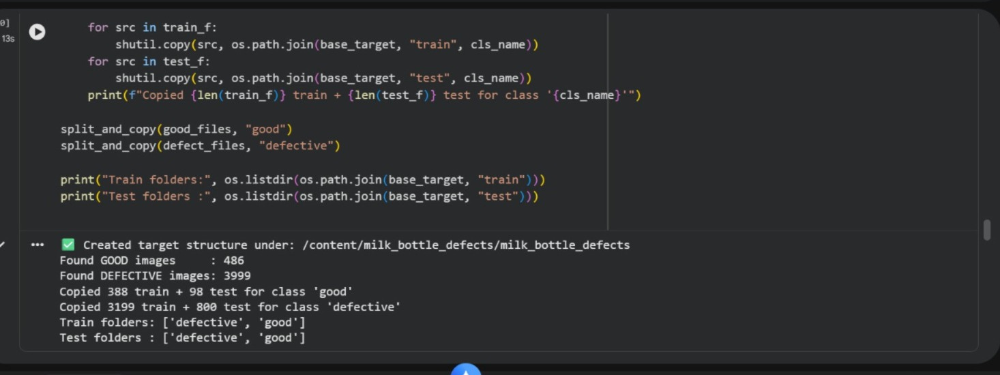 0]
13s
for src in train_f:
shutil.copy(src, os.path.join(base_target, "train", cls_name))
for src in test_f:
shutil.copy(src, os.path.join(base_target, "test", cls_name))
print(f"Copied {len(train_f)} train + {len(test_f)} test for class '{cls_name}'")
split_and_copy(good_files, "good")
split_and_copy(defect_files, "defective")
print("Train folders:", os.listdir(os.path.join(base_target, "train")))
print("Test folders :", os.listdir(os.path.join(base_target, "test")))
✅ Created target structure under: /content/milk_bottle_defects/milk_bottle_defects
Found GOOD images     : 486
Found DEFECTIVE images: 3999
Copied 388 train + 98 test for class 'good'
Copied 3199 train + 800 test for class 'defective'
Train folders: ['defective', 'good']
Test folders : ['defective', 'good']